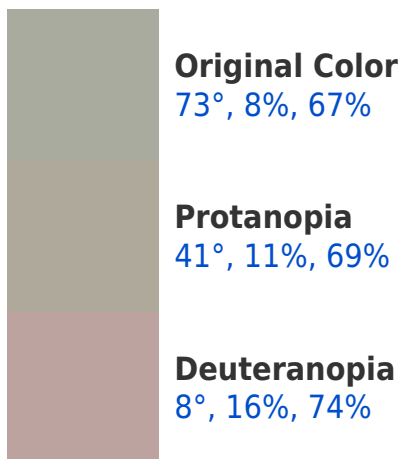 Original Color
73°, 8%, 67%
Protanopia
41°, 11%, 69%
Deuteranopia
8°, 16%, 74%